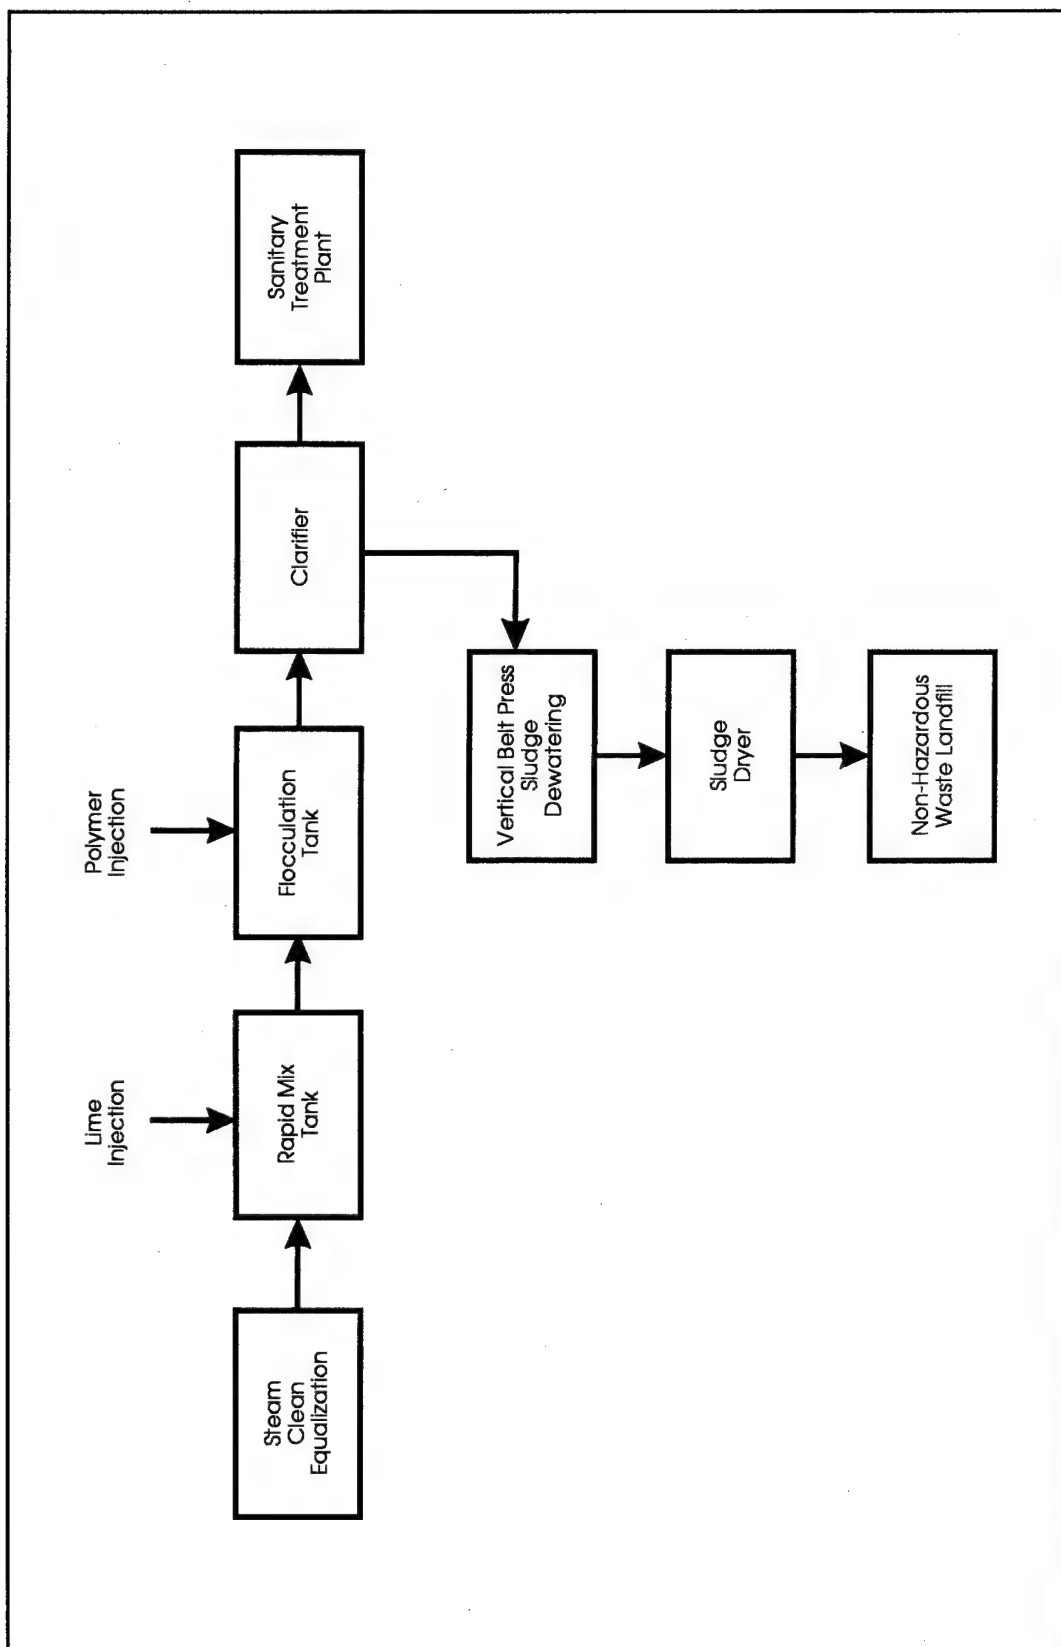 Lime
Injection
Polymer
Injection
Steam
Clean
Equalization
Rapid Mix
Tank
Flocculation
Tank
Clarifier
Sanitary
Treatment
Plant
Vertical Belt Press
Sludge
Dewatering
Sludge
Dryer
Non-Hazardous
Waste Landfill